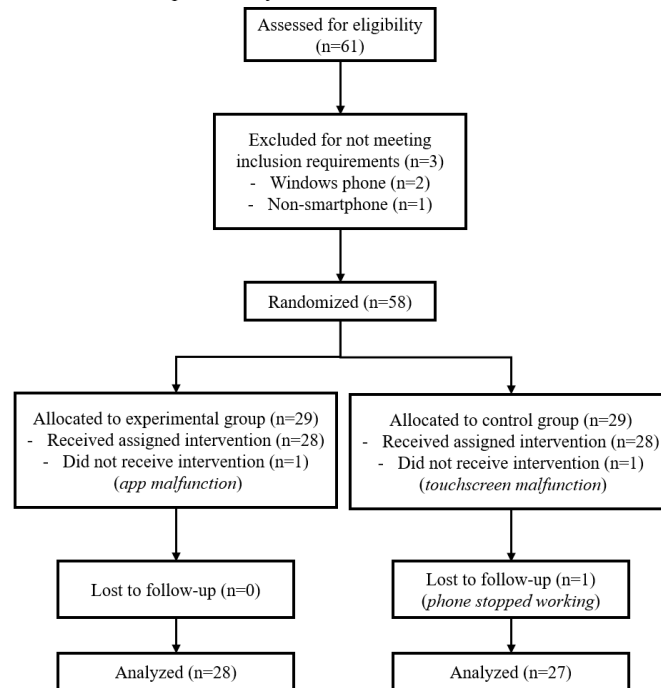 Assessed for eligibility
(n=61)
Excluded for not meeting
inclusion requirements (n=3)
- Windows phone (n=2)
- Non-smartphone (n=1)
Randomized (n=58)
Allocated to experimental group (n=29)
- Received assigned intervention (n=28)
- Did not receive intervention (n=1)
(app malfunction)
Allocated to control group (n=29)
- Received assigned intervention (n=28)
- Did not receive intervention (n=1)
(touchscreen malfunction)
Lost to follow-up (n=0)
Lost to follow-up (n=1)
(phone stopped working)
Analyzed (n=28)
Analyzed (n=27)